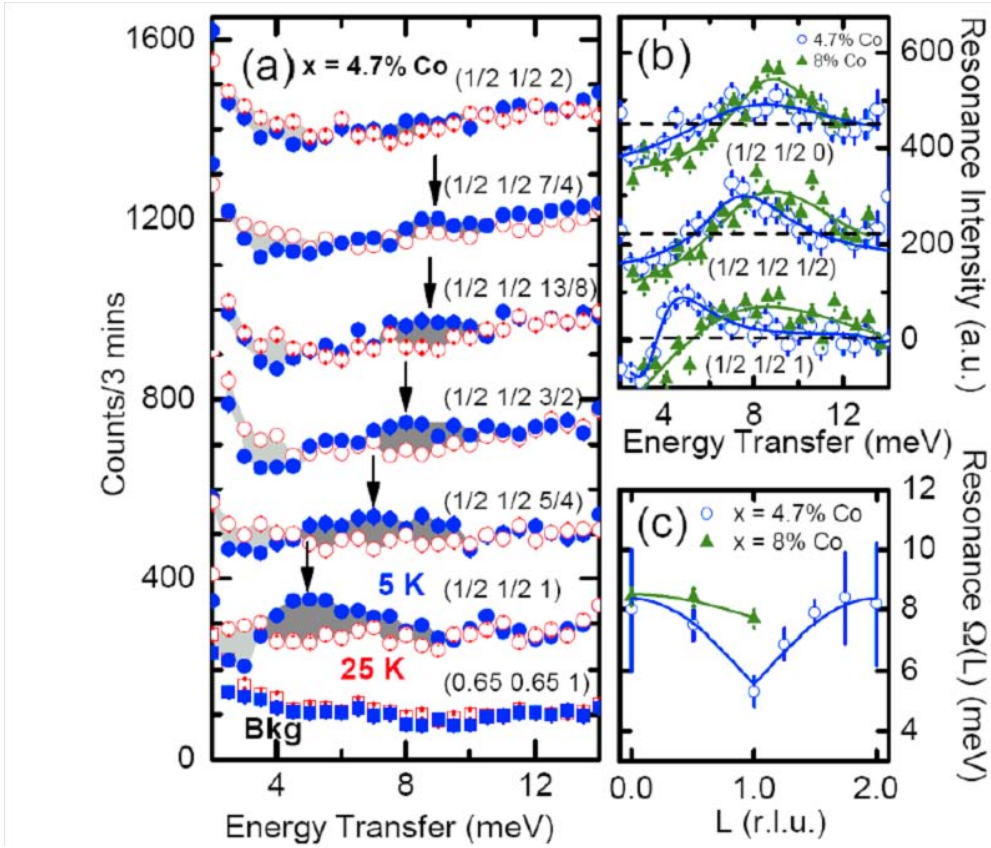 (a) x = 4.7% Co
(1/2 1/2 2)
(1/2 1/2 7/4)
(1/2 1/2 13/8)
(1/2 1/2 3/2)
(1/2 1/2 5/4)
5 K
(1/2 1/2 1)
25 K
(0.65 0.65 1)
Bkg
1600
1200
800
400
0
Counts/3 mins
4
8
12
Energy Transfer (meV)
(b)
4.7% Co
8% Co
(1/2 1/2 0)
(1/2 1/2 1/2)
(1/2 1/2 1)
600
400
200
0
Resonance Intensity (a.u.)
4
8
12
Energy Transfer (meV)
(c)
x = 4.7% Co
x = 8% Co
12
10
8
6
4
Resonance Ω(L) (meV)
0.0
1.0
2.0
L (r.l.u.)